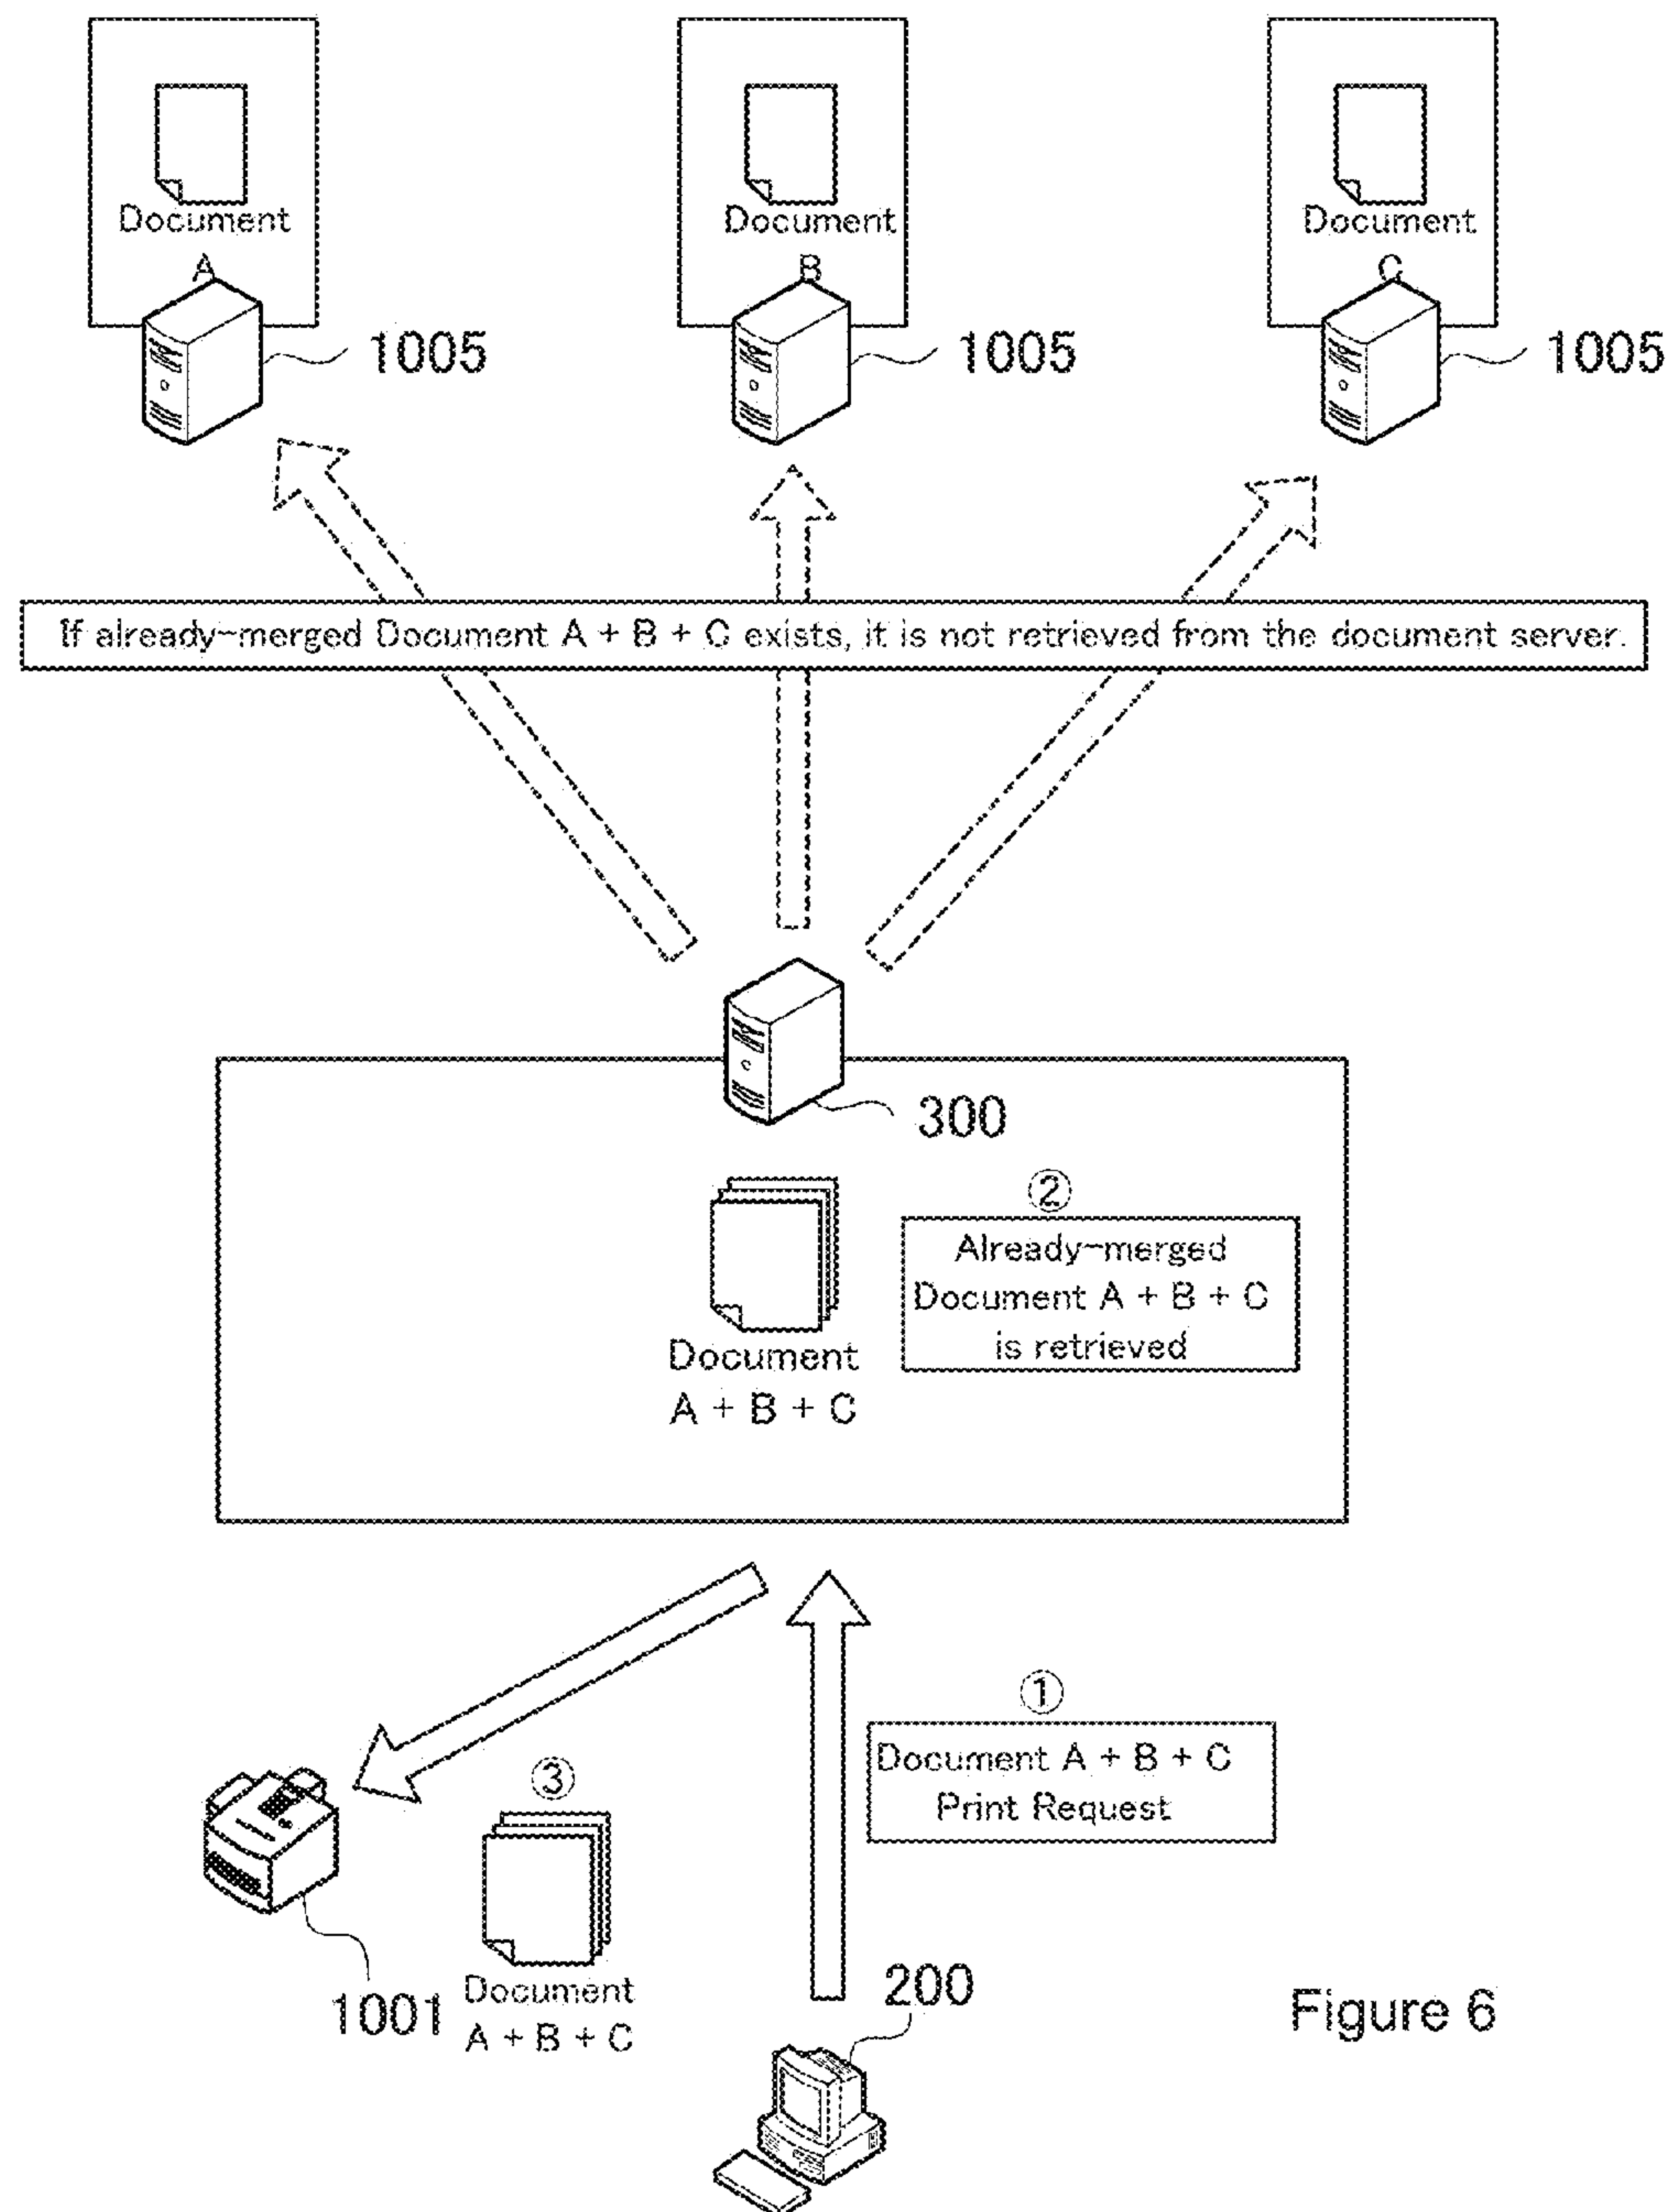 Document
A
Document
B
Document
C
1005
1005
1005
If already-merged Document A + B + C exists, it is not retrieved from the document server.
300
②
Already-merged
Document A + B + C
is retrieved
Document
A + B + C
①
Document A + B + C
Print Request
③
Document
A + B + C
1001
200
Figure 6